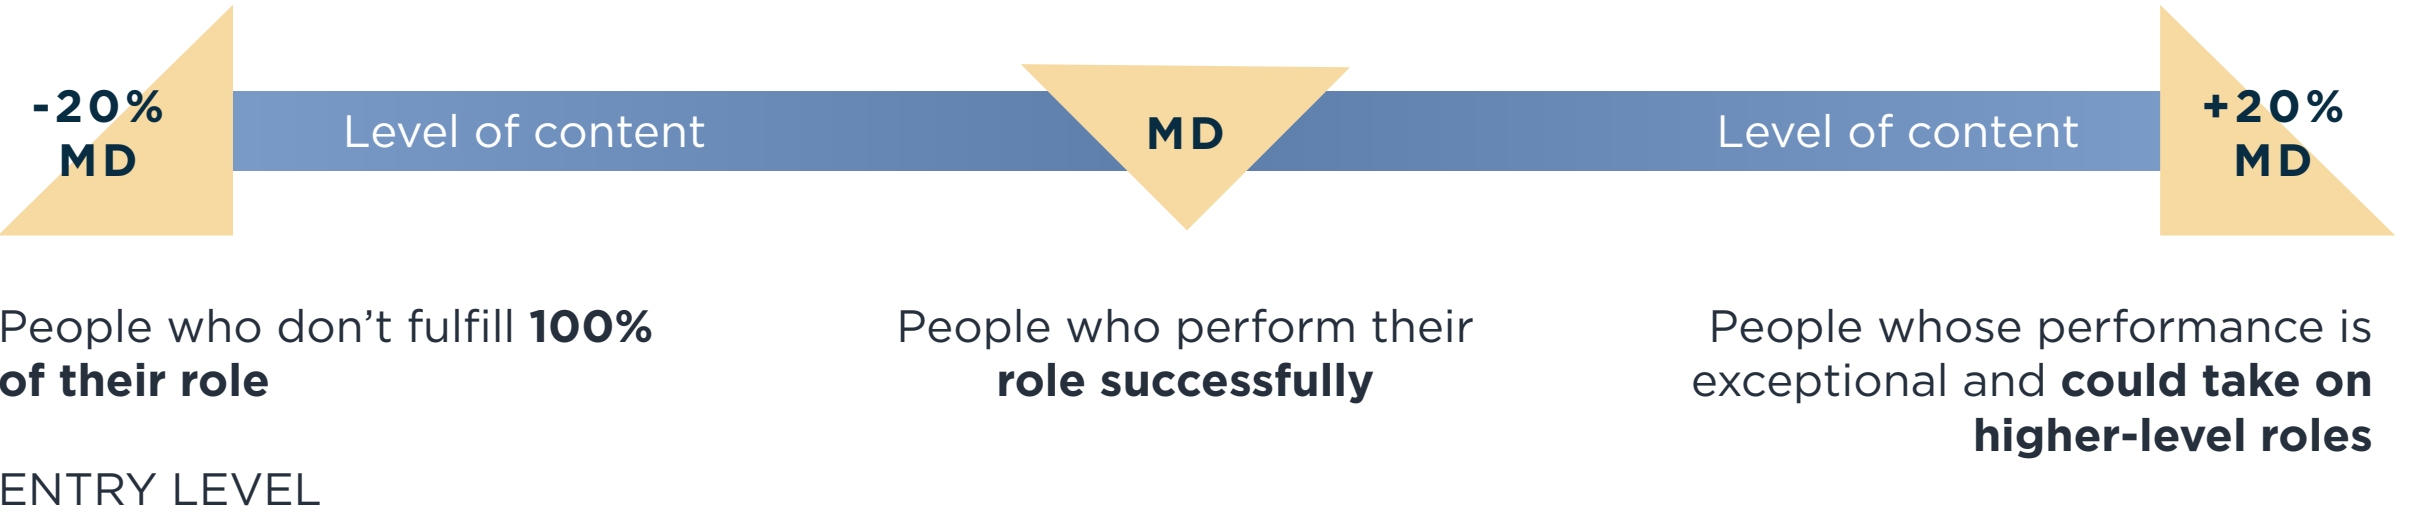 -20%
MD
Level of content
MD
Level of content
+20%
MD
People who don’t fulfill 100%
of their role
ENTRY LEVEL
People who perform their
role successfully
People whose performance is
exceptional and could take on
higher-level roles